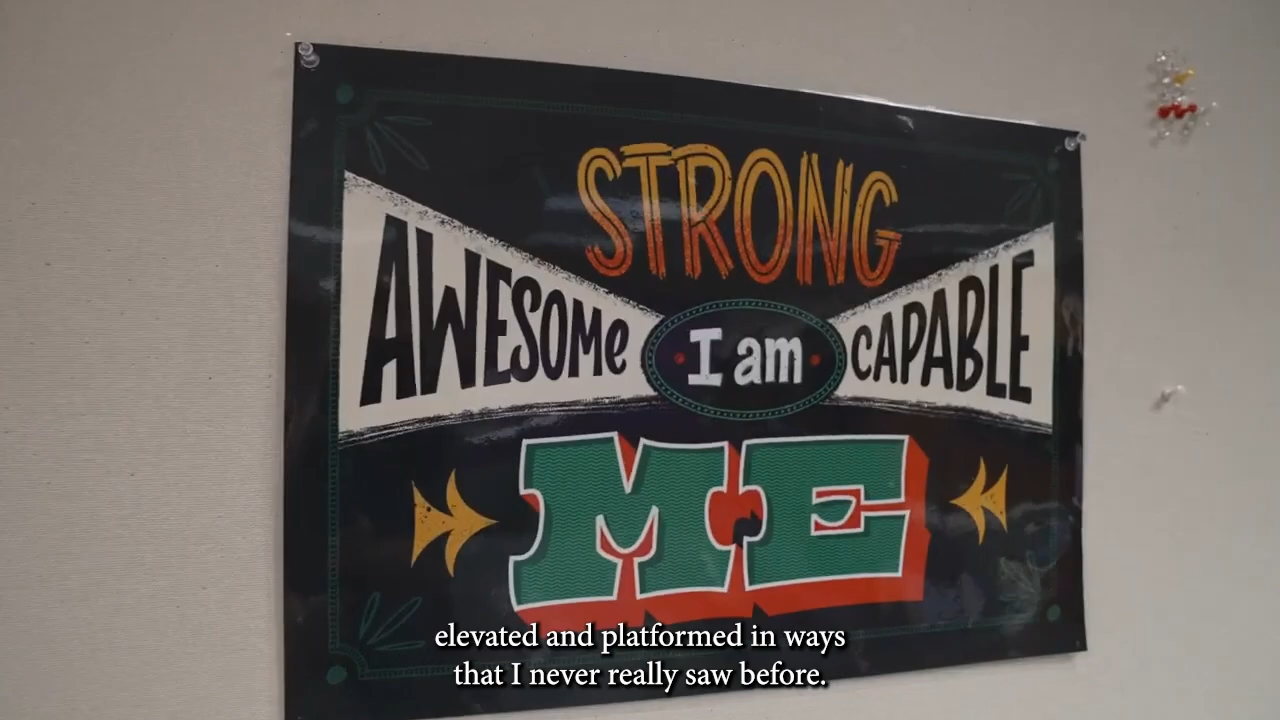 STRONG
AWESOMe I am CAPABLE
ME
elevated and platformed in ways
that I never really saw before.